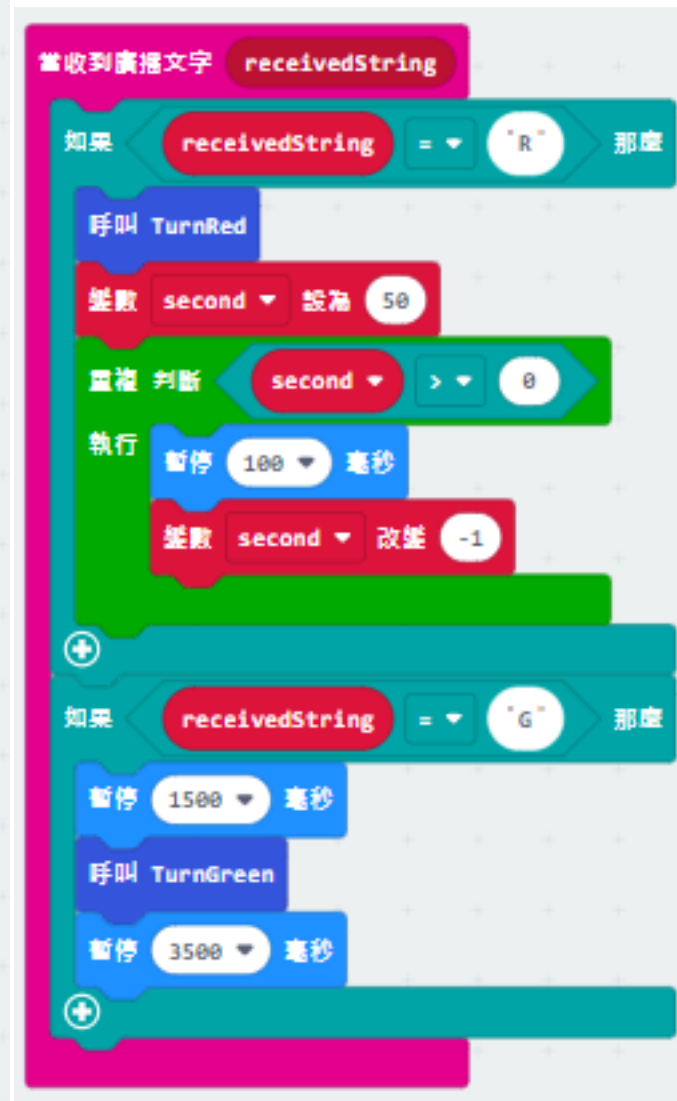 當收到廣播文字 receivedString
如果 receivedString = "R" 那麼
呼叫 TurnRed
變數 second 設為 50
重複 判斷 second > 0
執行
暫停 100 毫秒
變數 second 改變 -1
如果 receivedString = "G" 那麼
暫停 1500 毫秒
呼叫 TurnGreen
暫停 3500 毫秒